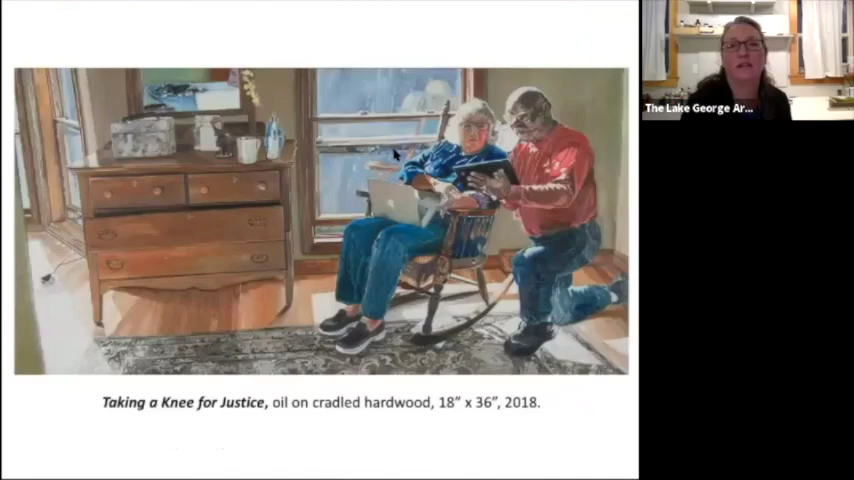 The Lake George Ar...
Taking a Knee for Justice, oil on cradled hardwood, 18” x 36”, 2018.